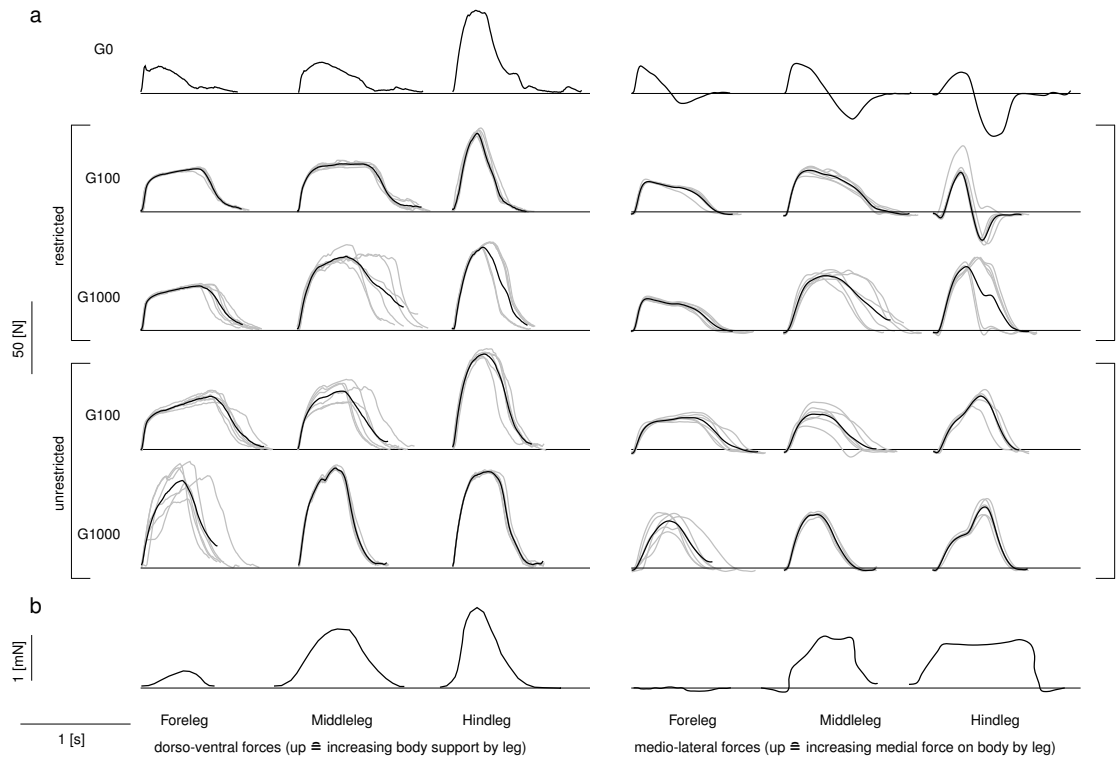 a
G0
restricted
G100
G1000
50 [N]
unrestricted
G100
G1000
b
1 [mN]
1 [s]
Foreleg Middleleg Hindleg Foreleg Middleleg Hindleg
dorso-ventral forces (up ≘ increasing body support by leg) medio-lateral forces (up ≘ increasing medial force on body by leg)